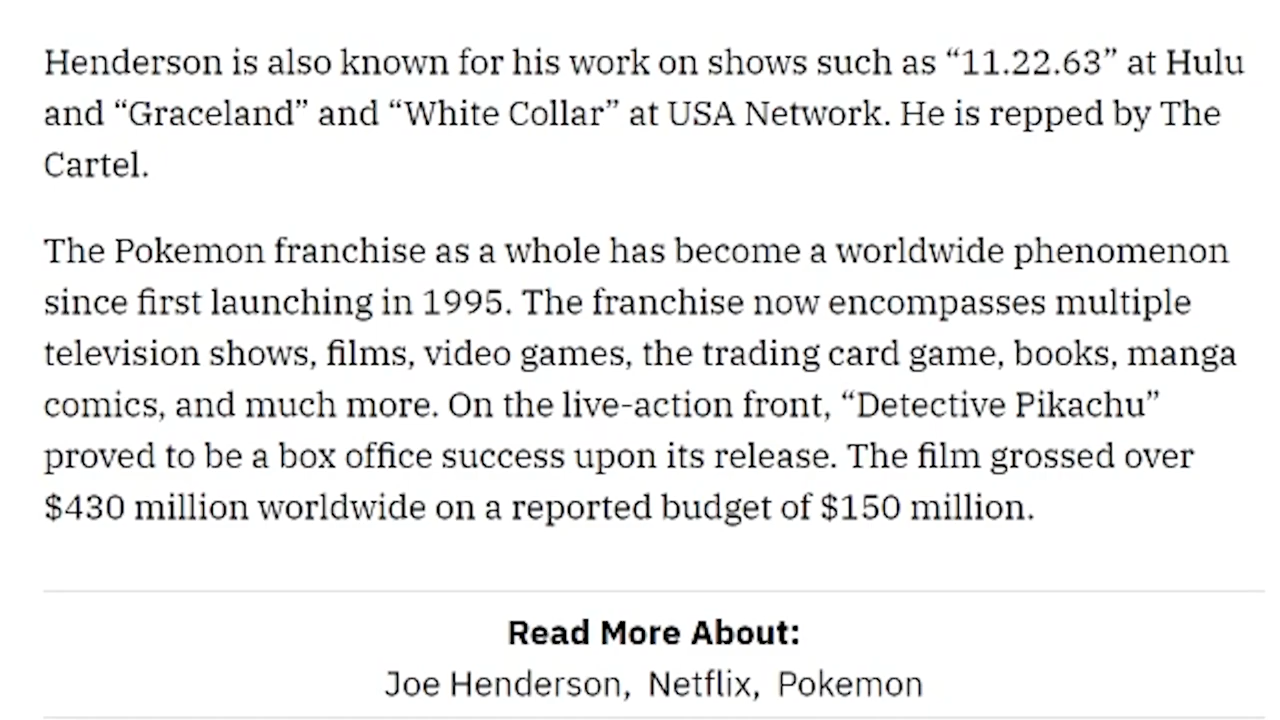 Henderson is also known for his work on shows such as “11.22.63” at Hulu
and “Graceland” and “White Collar” at USA Network. He is repped by The
Cartel.
The Pokemon franchise as a whole has become a worldwide phenomenon
since first launching in 1995. The franchise now encompasses multiple
television shows, films, video games, the trading card game, books, manga
comics, and much more. On the live-action front, “Detective Pikachu”
proved to be a box office success upon its release. The film grossed over
$430 million worldwide on a reported budget of $150 million.
Read More About:
Joe Henderson, Netflix, Pokemon